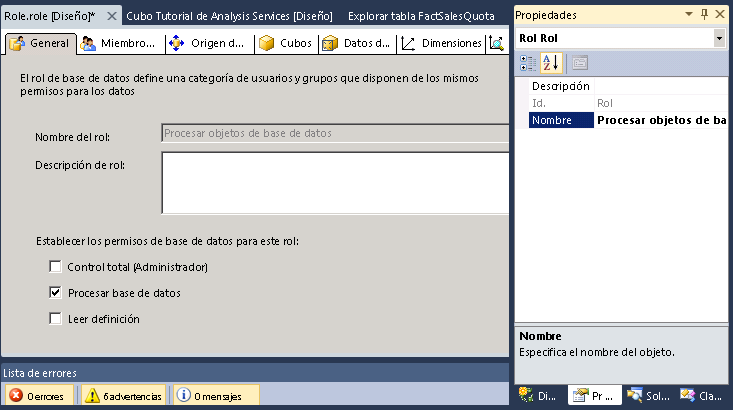 Role.role [Diseño]*
Cubo Tutorial de Analysis Services [Diseño]
Explorar tabla FactSalesQuota
General
Miembro...
Origen d...
Cubos
Datos d...
Dimensiones
El rol de base de datos define una categoría de usuarios y grupos que disponen de los mismos
permisos para los datos
Nombre del rol:
Procesar objetos de base de datos
Descripción de rol:
Establecer los permisos de base de datos para este rol:
Control total (Administrador)
Procesar base de datos
Leer definición
Lista de errores
0 errores
6 advertencias
0 mensajes
Propiedades
Rol Rol
Descripción
Id. Rol
Nombre Procesar objetos de ba
Nombre
Especifica el nombre del objeto.
Di...
Pr...
Sol...
Cla...